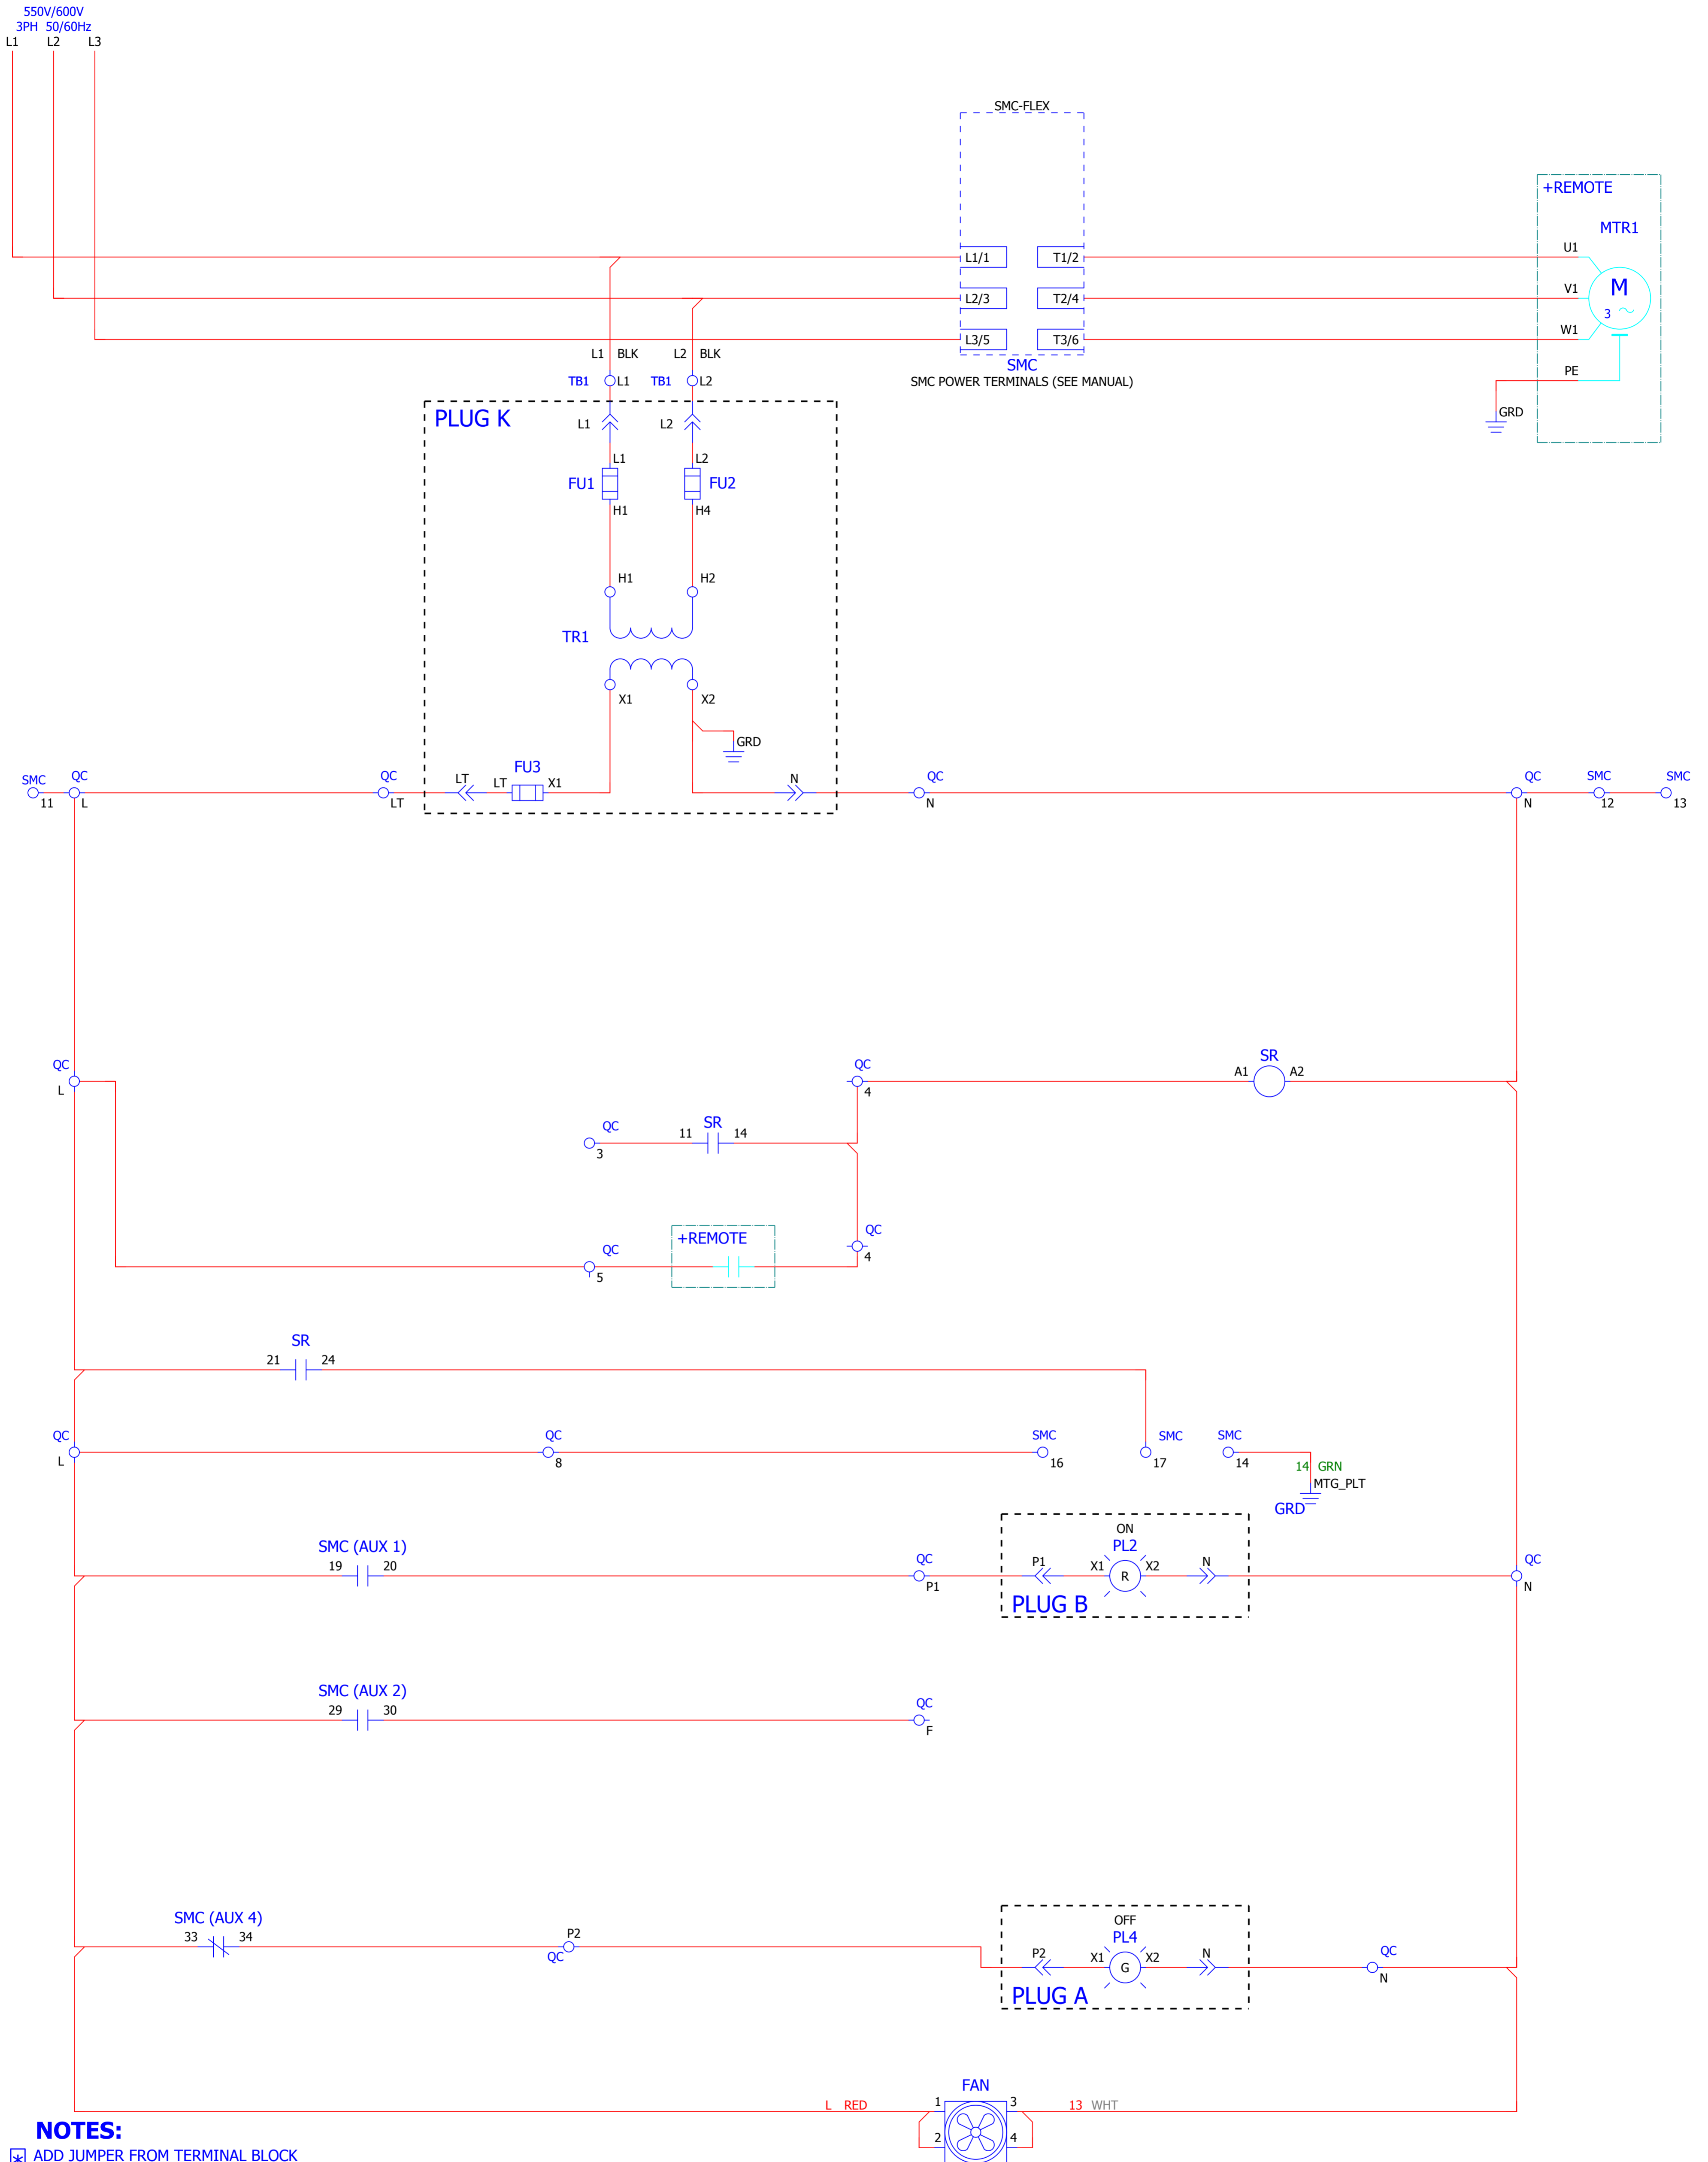 550V/600V
3PH 50/60Hz
L1 L2 L3
SMC-FLEX
+REMOTE
MTR1
L1/1 T1/2 U1
L2/3 T2/4 V1
M
3
L3/5 T3/6 W1
SMC
SMC POWER TERMINALS (SEE MANUAL)
PE
GRD
L1 BLK L2 BLK
TB1 L1 TB1 L2
PLUG K
L1 L2
L1 L2
FU1 FU2
H1 H4
H1 H2
TR1
X1 X2
GRD
SMC QC QC FU3 QC QC SMC SMC
LT LT X1 N
11 L LT N N 12 13
QC QC SR
L 4 A1 A2
QC SR
3 11 14
QC
4
+REMOTE
QC
5
SR
21 24
QC QC SMC SMC SMC
L 8 16 17 14
14 GRN
MTG_PLT
GRD
ON
SMC (AUX 1) PL2
19 20 QC P1 X1 R X2 N QC
P1 N
PLUG B
SMC (AUX 2)
29 30 QC
F
OFF
SMC (AUX 4) PL4
33 34 P2
QC
P2 X1 G X2 N QC
N
PLUG A
FAN
L RED 1 3 13 WHT
2 4
NOTES:
* ADD JUMPER FROM TERMINAL BLOCK